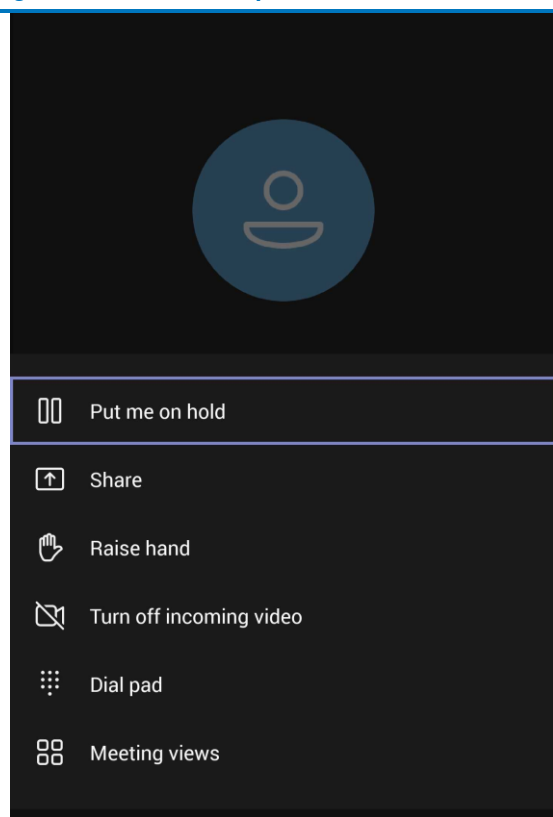 Put me on hold
Share
Raise hand
Turn off incoming video
Dial pad
Meeting views